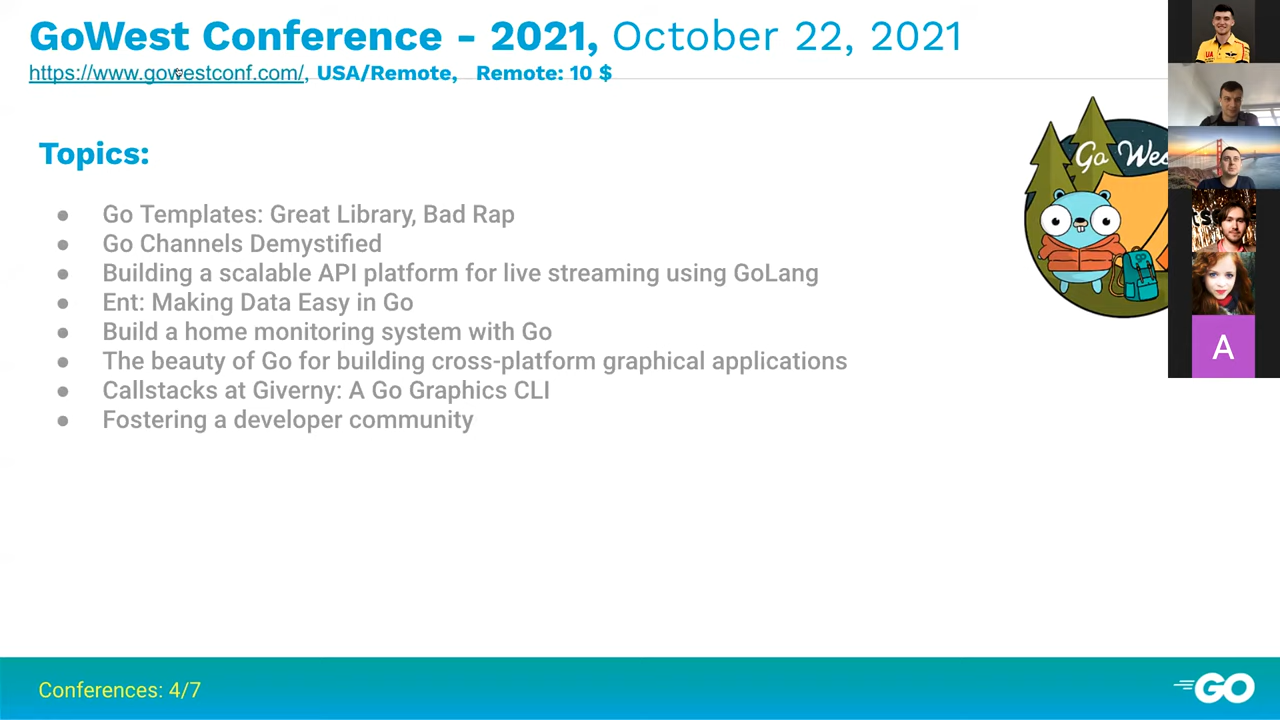 GoWest Conference - 2021, October 22, 2021
https://www.gowestconf.com/, USA/Remote, Remote: 10 $
Topics:
● Go Templates: Great Library, Bad Rap
● Go Channels Demystified
● Building a scalable API platform for live streaming using GoLang
● Ent: Making Data Easy in Go
● Build a home monitoring system with Go
● The beauty of Go for building cross-platform graphical applications
● Callstacks at Giverny: A Go Graphics CLI
● Fostering a developer community
Go Wes
UA
A
Conferences: 4/7
GO